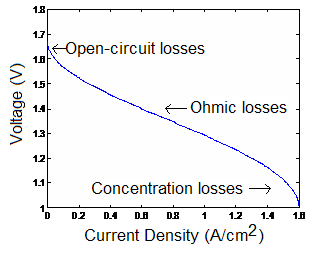 1.8
1.7
1.6
1.5
1.4
1.3
1.2
1.1
1
Voltage (V)
Open-circuit losses
Ohmic losses
Concentration losses
0 0.2 0.4 0.6 0.8 1 1.2 1.4 1.6
Current Density (A/cm2)